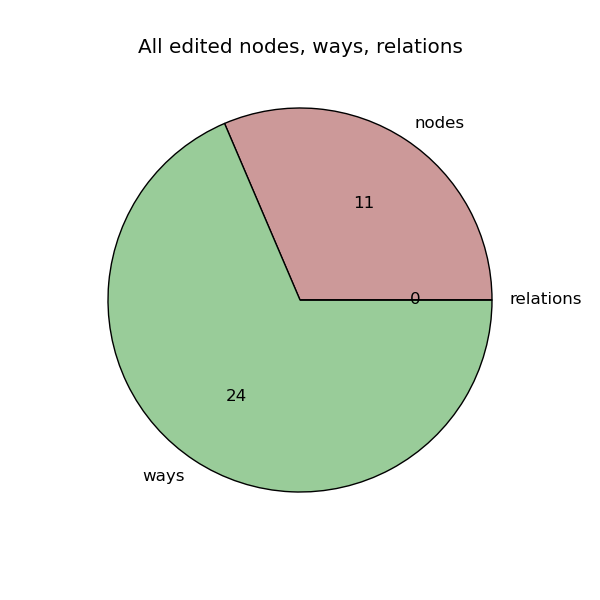 All edited nodes, ways, relations
nodes
11
0
relations
24
ways